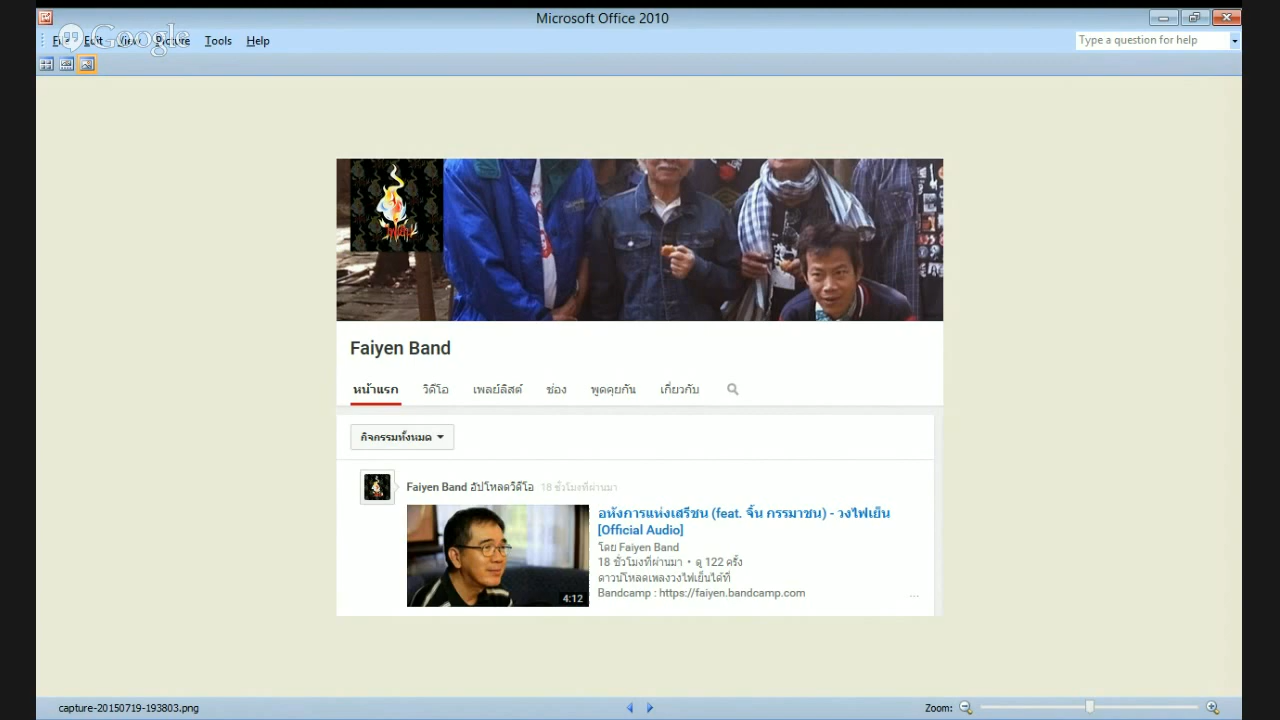 Microsoft Office 2010
Google
Edit View Picture Tools Help
Type a question for help
ไฟเย็น
Faiyen Band
หน้าแรก วิดีโอ เพลย์ลิสต์ ช่อง พูดคุยกัน เกี่ยวกับ
กิจกรรมทั้งหมด
Faiyen Band อัปโหลดวิดีโอ 18 ชั่วโมงที่ผ่านมา
อหังการแห่งเสรีชน (feat. จิ้น กรรมาชน) - วงไฟเย็น
[Official Audio]
โดย Faiyen Band
18 ชั่วโมงที่ผ่านมา • ดู 122 ครั้ง
ดาวน์โหลดเพลงวงไฟเย็นได้ที่
Bandcamp : https://faiyen.bandcamp.com
...
4:12
capture-20150719-193803.png
Zoom: